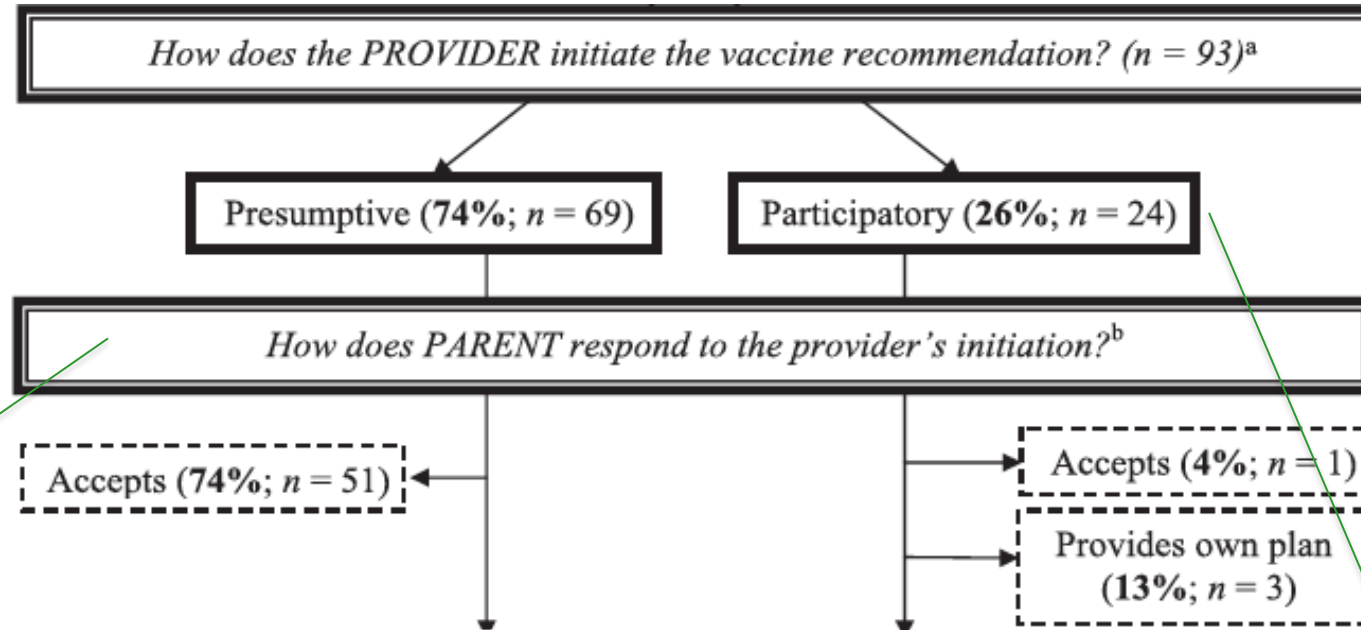 How does the PROVIDER initiate the vaccine recommendation? (n = 93)ᵃ
Presumptive (74%; n = 69)
Participatory (26%; n = 24)
How does PARENT respond to the provider's initiation?ᵇ
Accepts (74%; n = 51)
Accepts (4%; n = 1)
Provides own plan
(13%; n = 3)